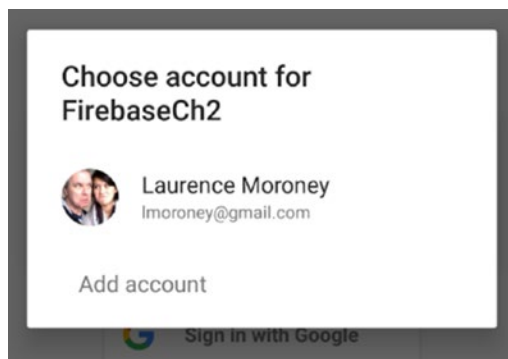 Choose account for
FirebaseCh2
Laurence Moroney
lmoroney@gmail.com
Add account
Sign in with Google